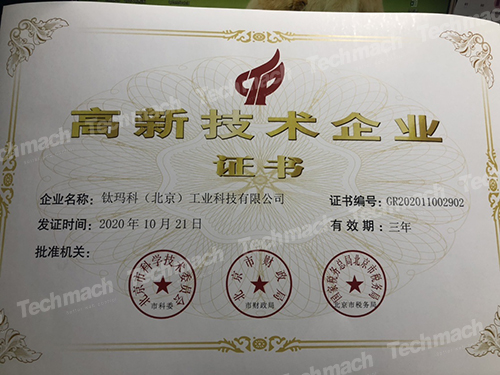 高新技术企业
证书
企业名称：钛玛科（北京）工业科技有限公司
证书编号：GR202011002902
发证时间：2020年10月21日
有效期：三年
批准机关：
北京市科学技术委员会
市科委
北京市财政局
市财政局
国家税务总局北京市税务局
北京市税务局
Techmach
Techmach
Techmach
Techmach
Techmach
Techmach